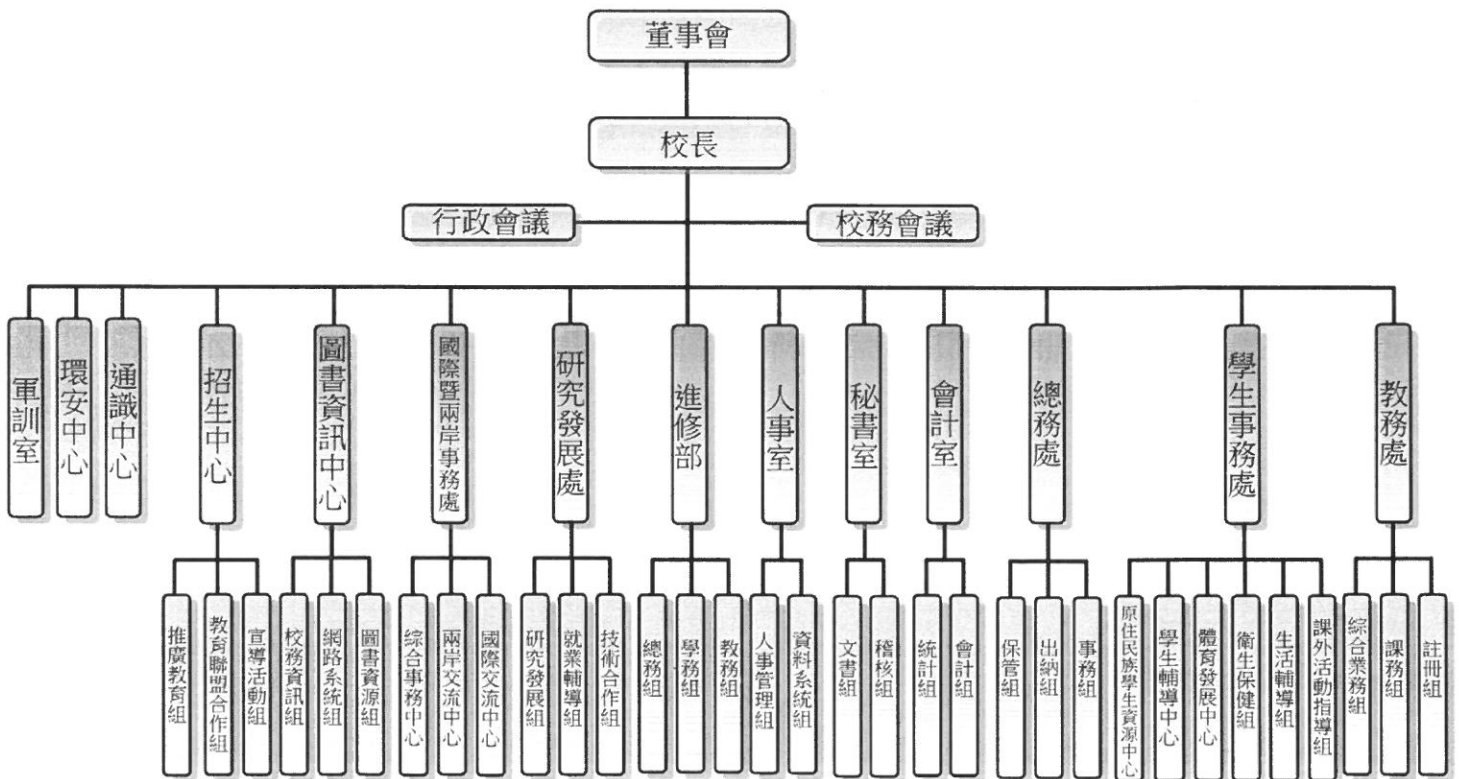 董事會
校長
行政會議
校務會議
軍訓室
環安中心
通識中心
招生中心
圖書資訊中心
國際暨兩岸事務處
研究發展處
進修部
人事室
秘書室
會計室
總務處
學生事務處
教務處
推廣教育組
教育聯盟合作組
宣導活動組
校務資訊組
網路系統組
圖書資源組
綜合事務中心
兩岸交流中心
國際交流中心
研究發展組
就業輔導組
技術合作組
總務組
學務組
教務組
人事管理組
資料系統組
文書組
稽核組
統計組
會計組
保管組
出納組
事務組
原住民族學生資源中心
學生輔導中心
體育發展中心
衛生保健組
生活輔導組
課外活動指導組
綜合業務組
課務組
註冊組